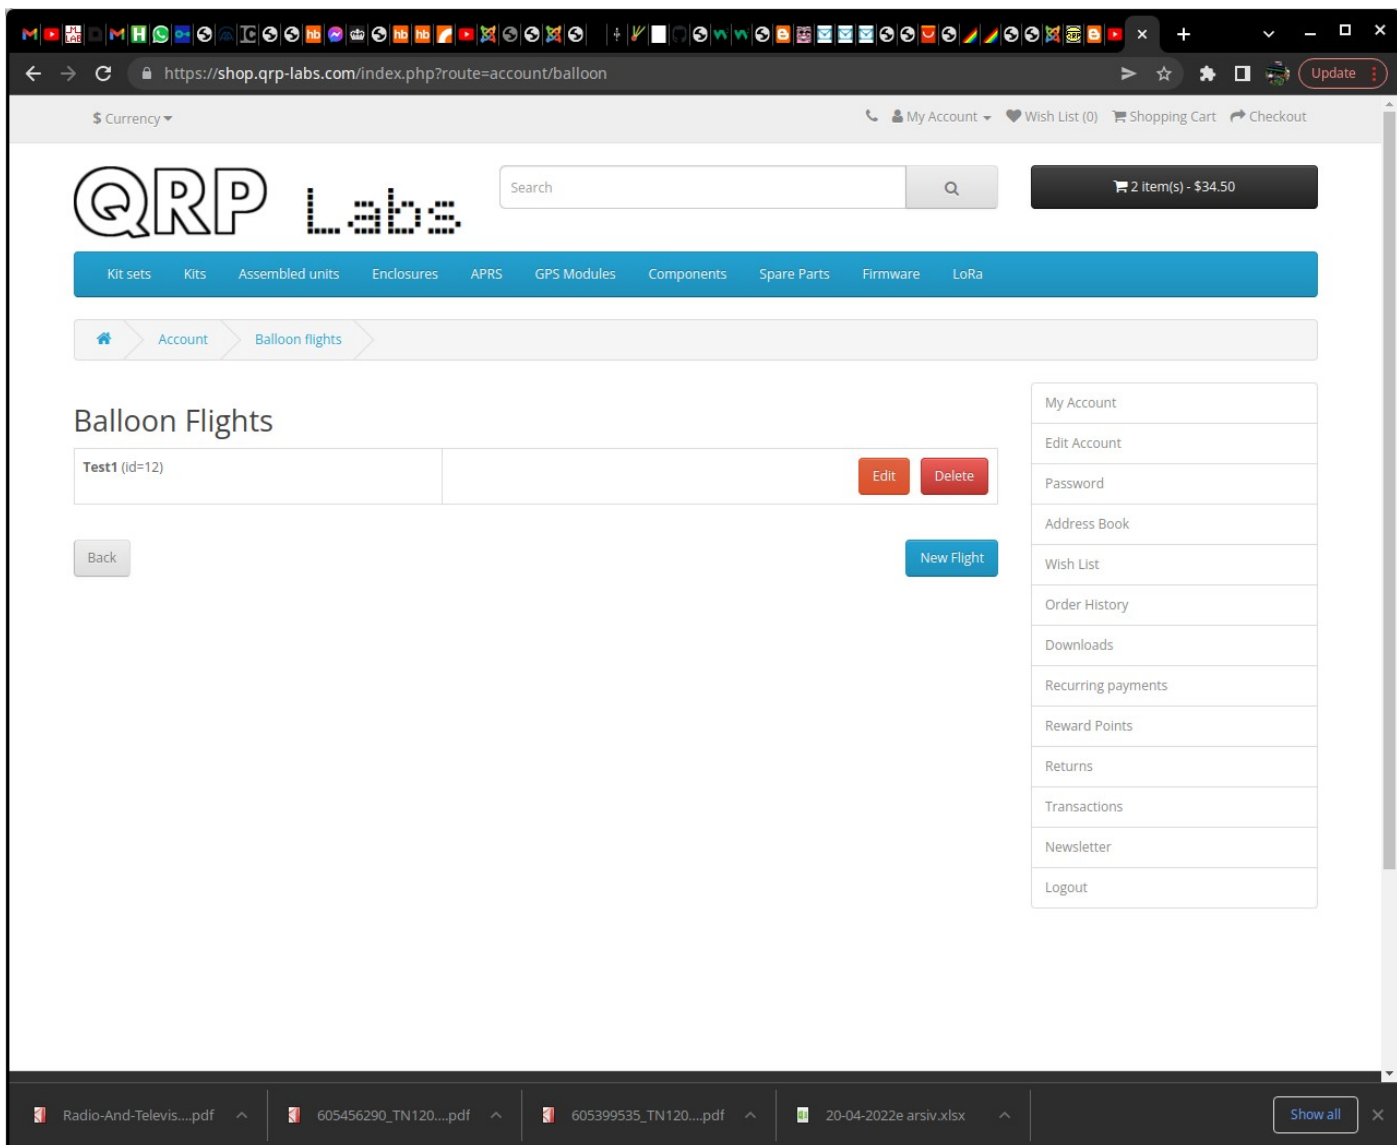 https://shop.qrp-labs.com/index.php?route=account/balloon
Update
$ Currency
My Account
Wish List (0)
Shopping Cart
Checkout
QRP Labs
Search
2 item(s) - $34.50
Kit sets
Kits
Assembled units
Enclosures
APRS
GPS Modules
Components
Spare Parts
Firmware
LoRa
Account
Balloon flights
Balloon Flights
Test1 (id=12)
Edit
Delete
Back
New Flight
My Account
Edit Account
Password
Address Book
Wish List
Order History
Downloads
Recurring payments
Reward Points
Returns
Transactions
Newsletter
Logout
Radio-And-Televis....pdf
605456290_TN120....pdf
605399535_TN120....pdf
20-04-2022e arsiv.xlsx
Show all